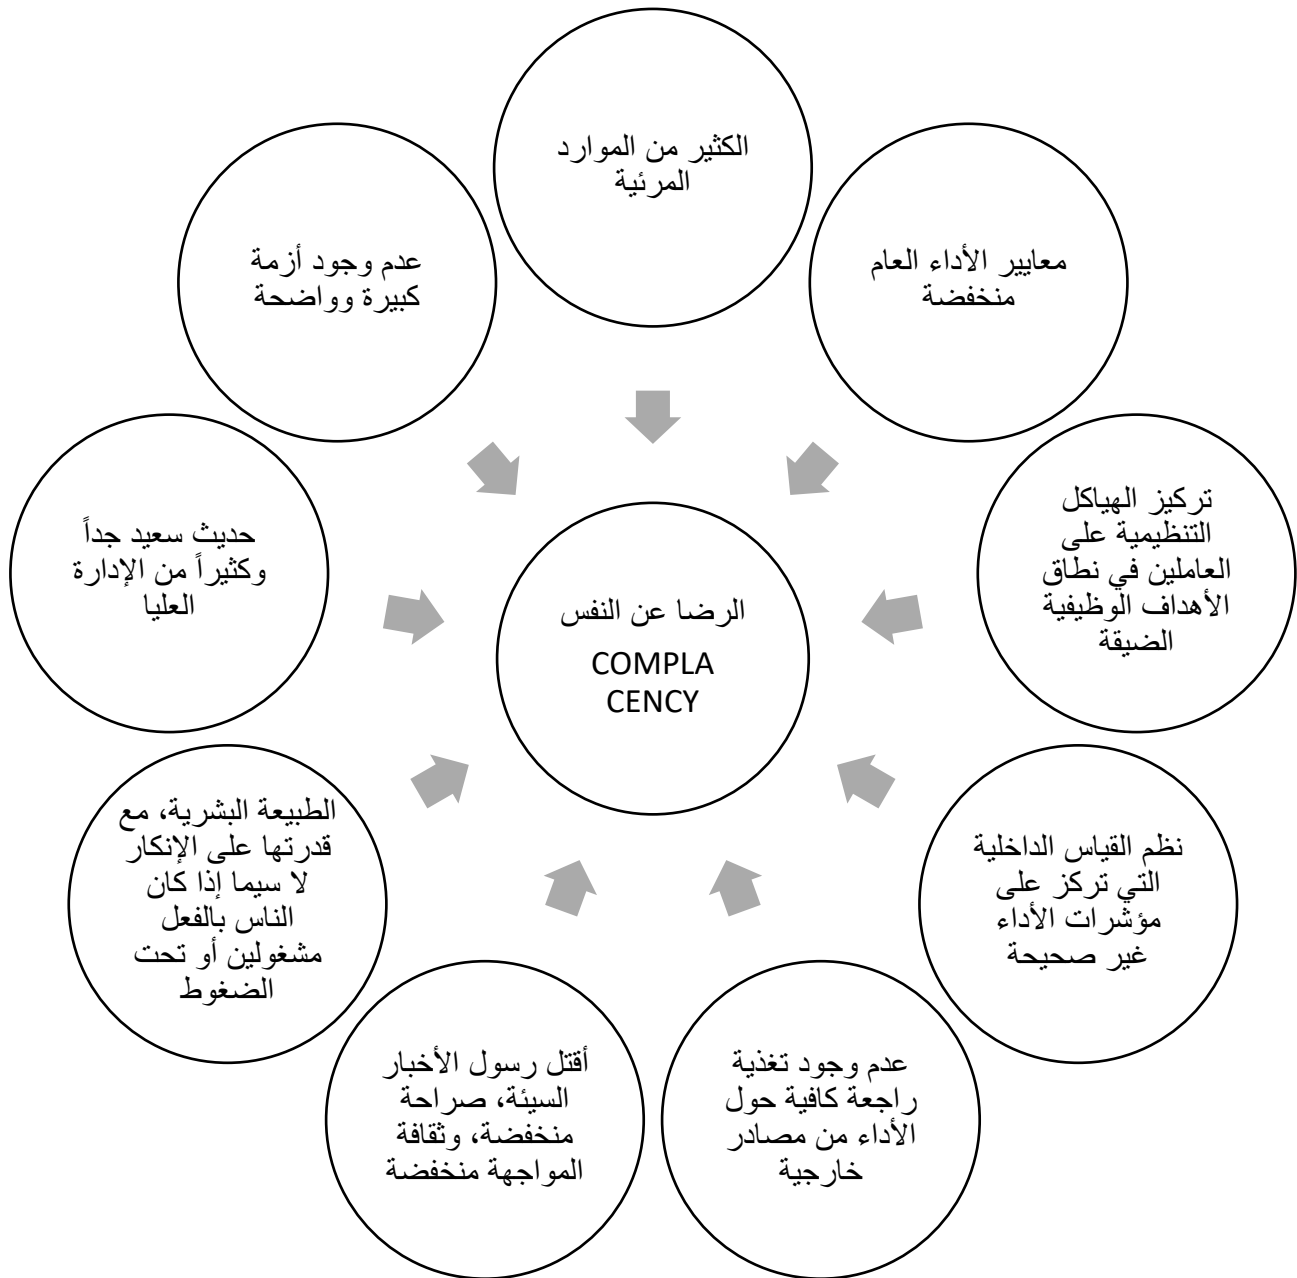 الكثير من الموارد
المرئية
معايير الأداء العام
منخفضة
تركيز الهياكل
التنظيمية على
العاملين في نطاق
الأهداف الوظيفية
الضيقة
نظم القياس الداخلية
التي تركز على
مؤشرات الأداء
غير صحيحة
عدم وجود تغذية
راجعة كافية حول
الأداء من مصادر
خارجية
أقتل رسول الأخبار
السيئة، صراحة
منخفضة، وثقافة
المواجهة منخفضة
الطبيعة البشرية، مع
قدرتها على الإنكار
لا سيما إذا كان
الناس بالفعل
مشغولين أو تحت
الضغوط
حديث سعيد جداً
وكثيراً من الإدارة
العليا
عدم وجود أزمة
كبيرة وواضحة
الرضا عن النفس
COMPLA
CENCY